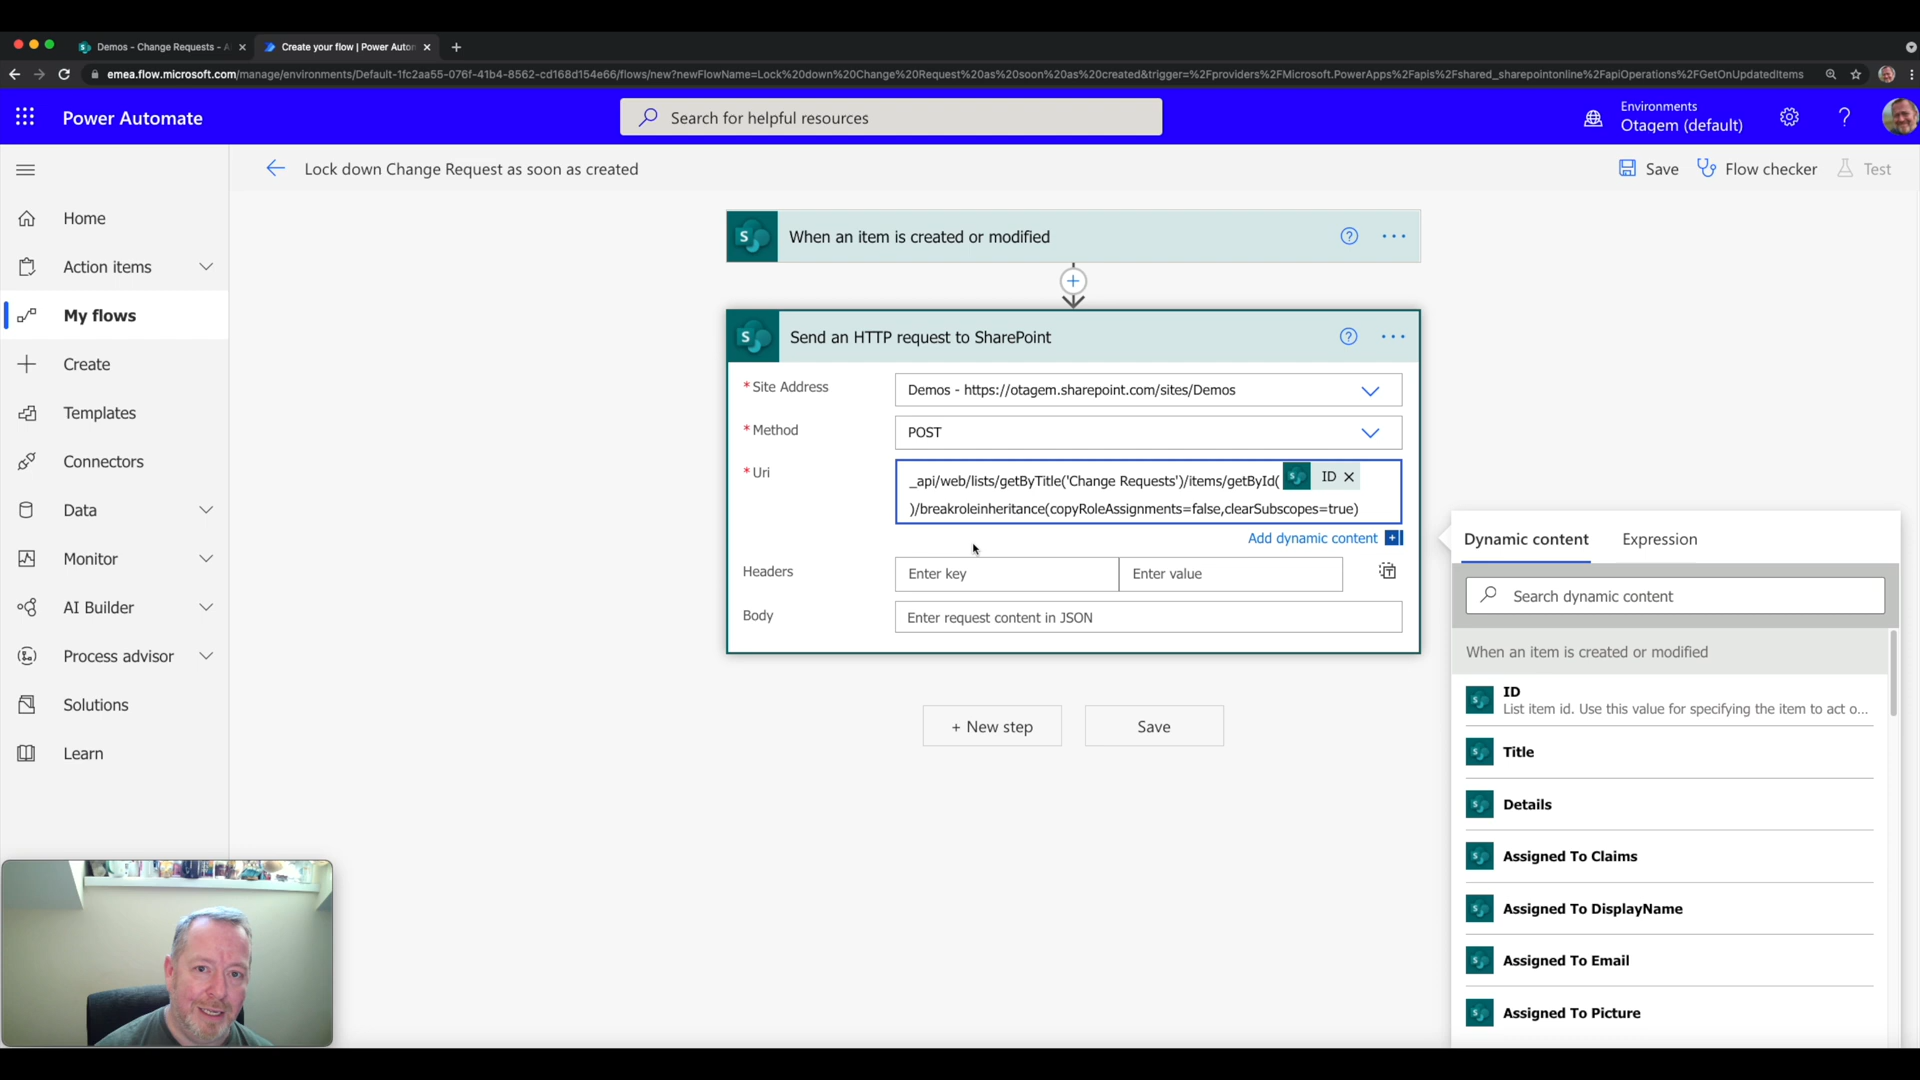 Demos - Change Requests - A
Create your flow | Power Auton
emea.flow.microsoft.com/manage/environments/Default-1fc2aa55-076f-41b4-8562-cd168d154e66/flows/new?newFlowName=Lock%20down%20Change%20Request%20as%20soon%20as%20created&trigger=%2Fproviders%2FMicrosoft.PowerApps%2Fapis%2Fshared_sharepointonline%2FapiOperations%2FGetOnUpdatedItems
Power Automate
Search for helpful resources
Environments
Otagem (default)
Lock down Change Request as soon as created
Save
Flow checker
Test
Home
Action items
My flows
Create
Templates
Connectors
Data
Monitor
AI Builder
Process advisor
Solutions
Learn
When an item is created or modified
Send an HTTP request to SharePoint
* Site Address
Demos - https://otagem.sharepoint.com/sites/Demos
* Method
POST
* Uri
_api/web/lists/getByTitle('Change Requests')/items/getById( ID
)/breakroleinheritance(copyRoleAssignments=false,clearSubscopes=true)
Add dynamic content
Headers
Enter key
Enter value
Body
Enter request content in JSON
+ New step
Save
Dynamic content
Expression
Search dynamic content
When an item is created or modified
ID
List item id. Use this value for specifying the item to act o...
Title
Details
Assigned To Claims
Assigned To DisplayName
Assigned To Email
Assigned To Picture